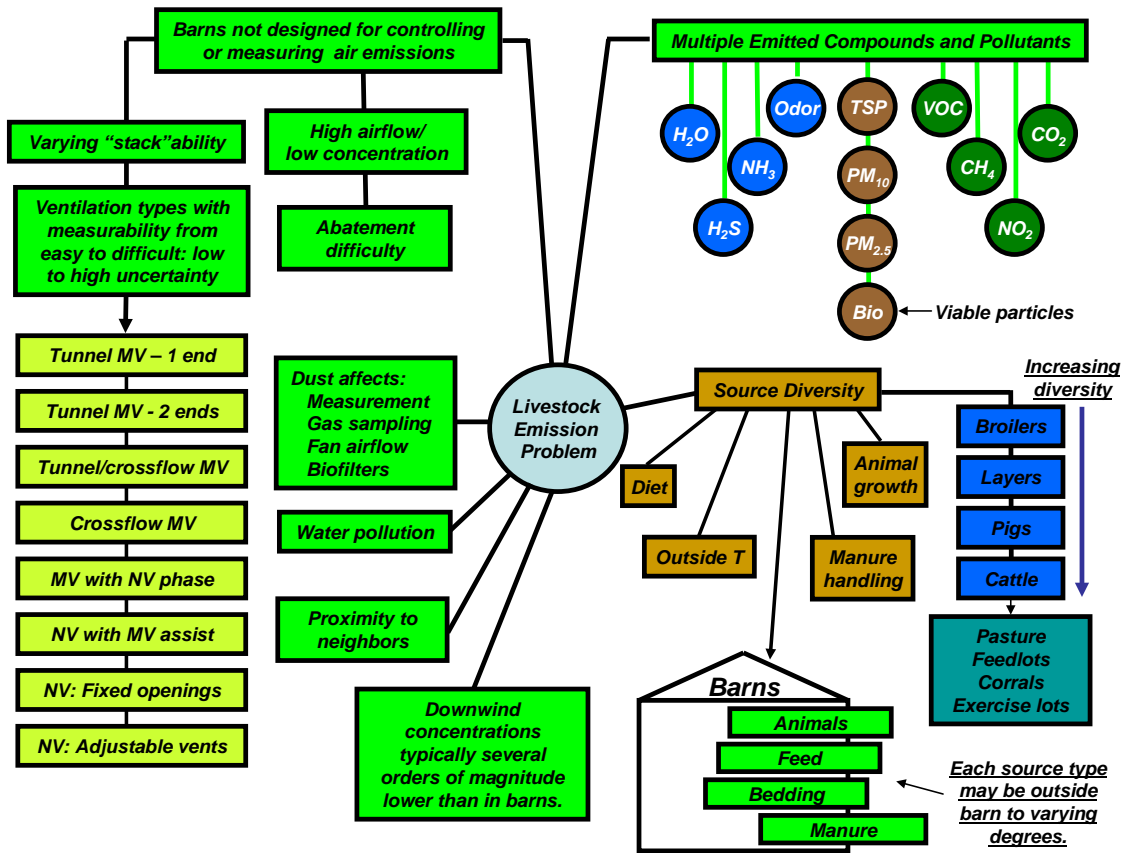 Barns not designed for controlling
or measuring air emissions
Multiple Emitted Compounds and Pollutants
Varying “stack”ability
High airflow/
low concentration
Ventilation types with
measurability from
easy to difficult: low
to high uncertainty
Abatement
difficulty
H2O
H2S
NH3
Odor
TSP
PM10
PM2.5
Bio
VOC
CH4
NO2
CO2
Viable particles
Tunnel MV – 1 end
Tunnel MV - 2 ends
Tunnel/crossflow MV
Crossflow MV
MV with NV phase
NV with MV assist
NV: Fixed openings
NV: Adjustable vents
Dust affects:
Measurement
Gas sampling
Fan airflow
Biofilters
Water pollution
Proximity to
neighbors
Downwind
concentrations
typically several
orders of magnitude
lower than in barns.
Livestock
Emission
Problem
Source Diversity
Diet
Outside T
Manure
handling
Animal
growth
Increasing
diversity
Broilers
Layers
Pigs
Cattle
Pasture
Feedlots
Corrals
Exercise lots
Barns
Animals
Feed
Bedding
Manure
Each source type
may be outside
barn to varying
degrees.